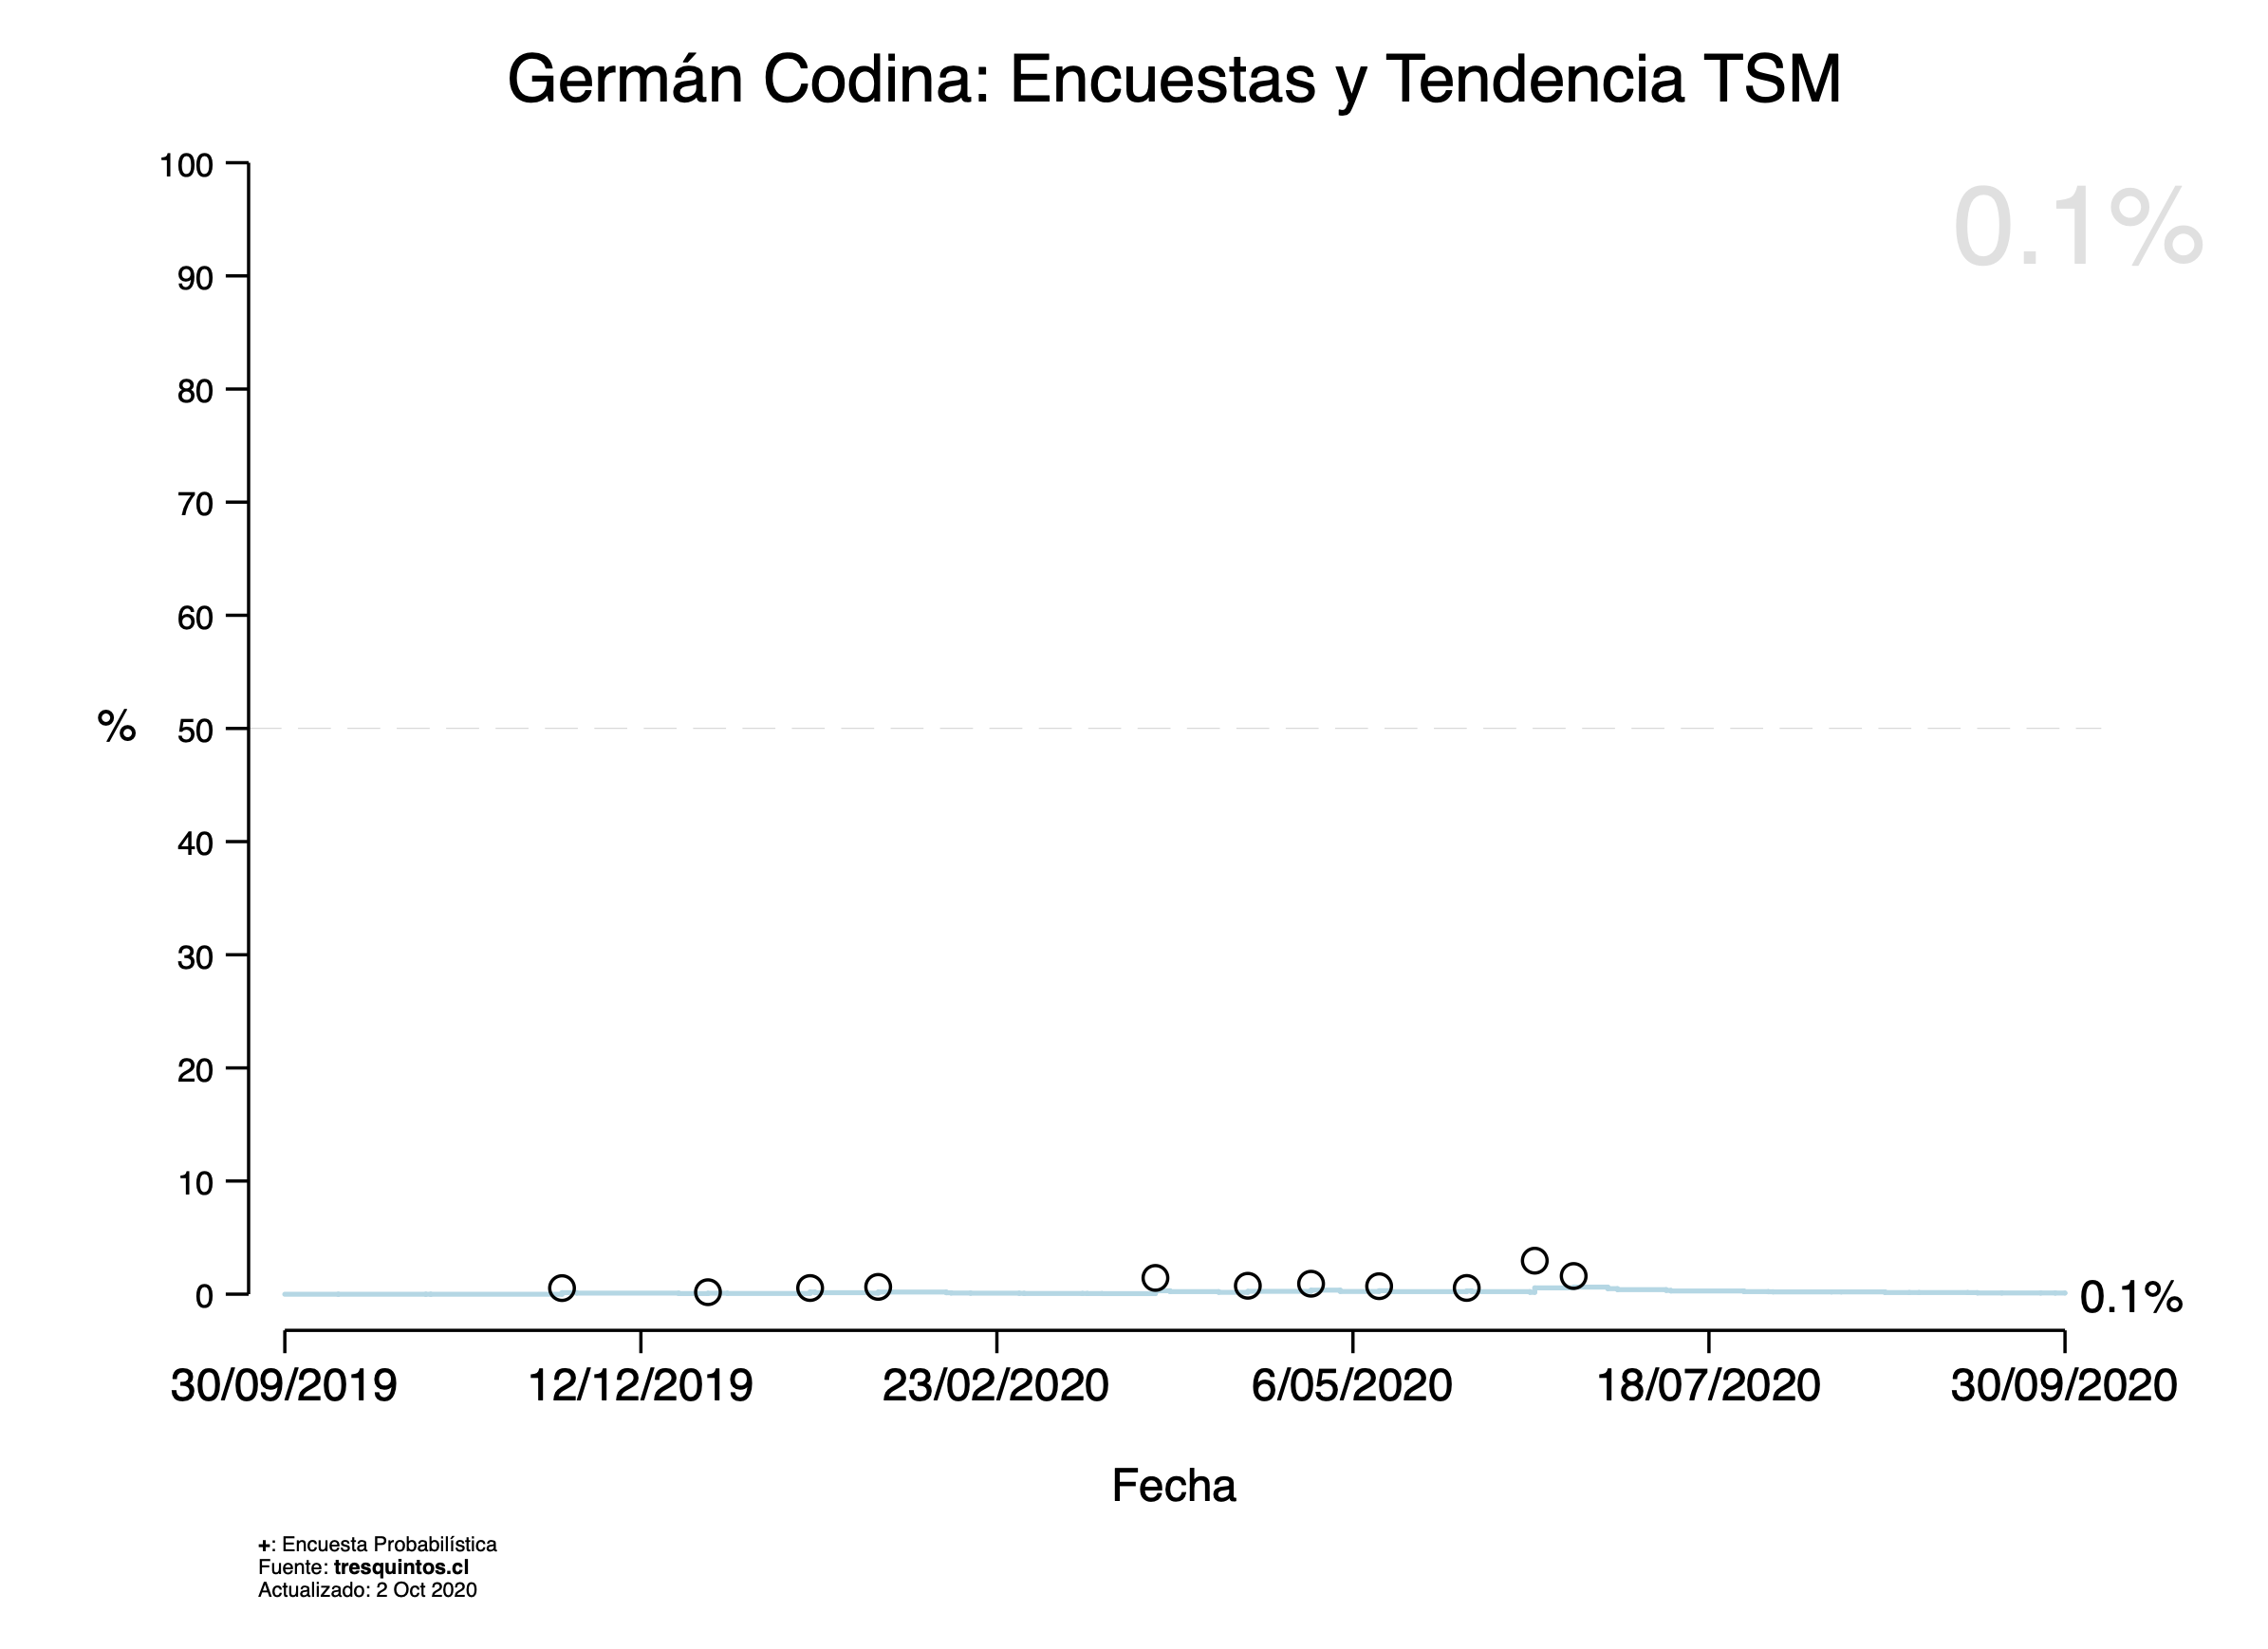 Germán Codina: Encuestas y Tendencia TSM
0.1%
100
90
80
70
60
% 50
40
30
20
10
0
0.1%
30/09/2019 12/12/2019 23/02/2020 6/05/2020 18/07/2020 30/09/2020
Fecha
+: Encuesta Probabilística
Fuente: tresquintos.cl
Actualizado: 2 Oct 2020